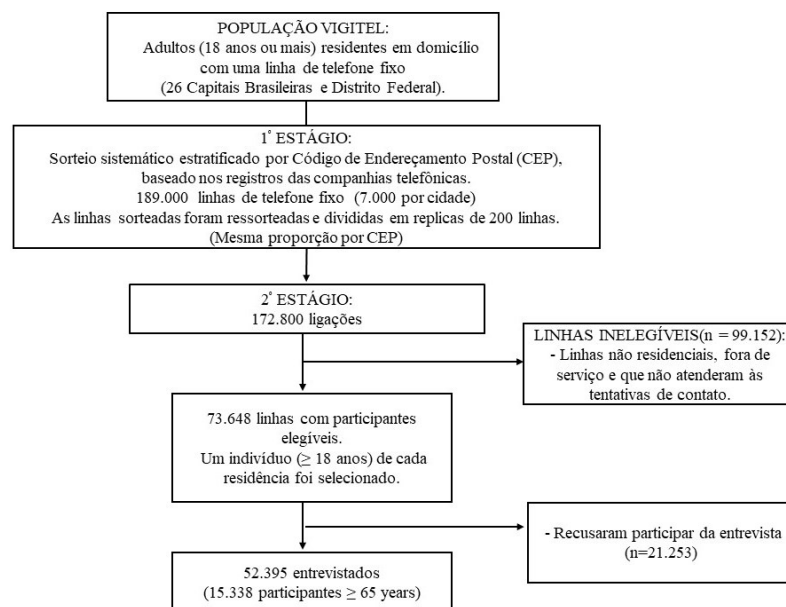 POPULAÇÃO VIGITEL:
Adultos (18 anos ou mais) residentes em domicílio
com uma linha de telefone fixo
(26 Capitais Brasileiras e Distrito Federal).
1º ESTÁGIO:
Sorteio sistemático estratificado por Código de Endereçamento Postal (CEP),
baseado nos registros das companhias telefônicas.
189.000 linhas de telefone fixo (7.000 por cidade)
As linhas sorteadas foram ressorteadas e divididas em replicas de 200 linhas.
(Mesma proporção por CEP)
2º ESTÁGIO:
172.800 ligações
LINHAS INELEGÍVEIS(n = 99.152):
- Linhas não residenciais, fora de
serviço e que não atenderam às
tentativas de contato.
73.648 linhas com participantes
elegíveis.
Um indivíduo (≥ 18 anos) de cada
residência foi selecionado.
- Recusaram participar da entrevista
(n=21.253)
52.395 entrevistados
(15.338 participantes ≥ 65 years)